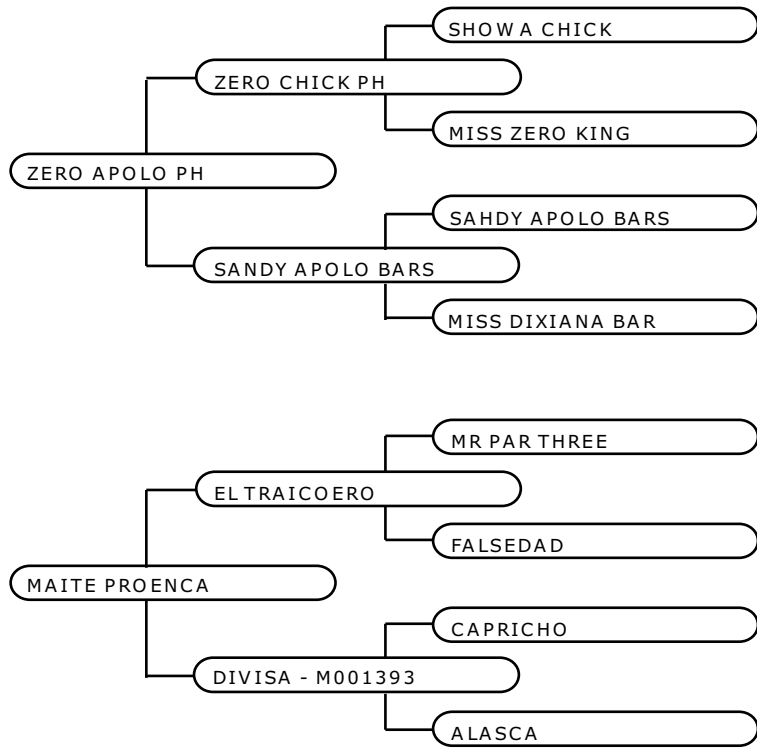 SHOW A CHICK
ZERO CHICK PH
MISS ZERO KING
ZERO APOLO PH
SAHDY APOLO BARS
SANDY APOLO BARS
MISS DIXIANA BAR
MR PAR THREE
EL TRAICOERO
FALSEDAD
MAITE PROENCA
CAPRICHO
DIVISA - M001393
ALASCA